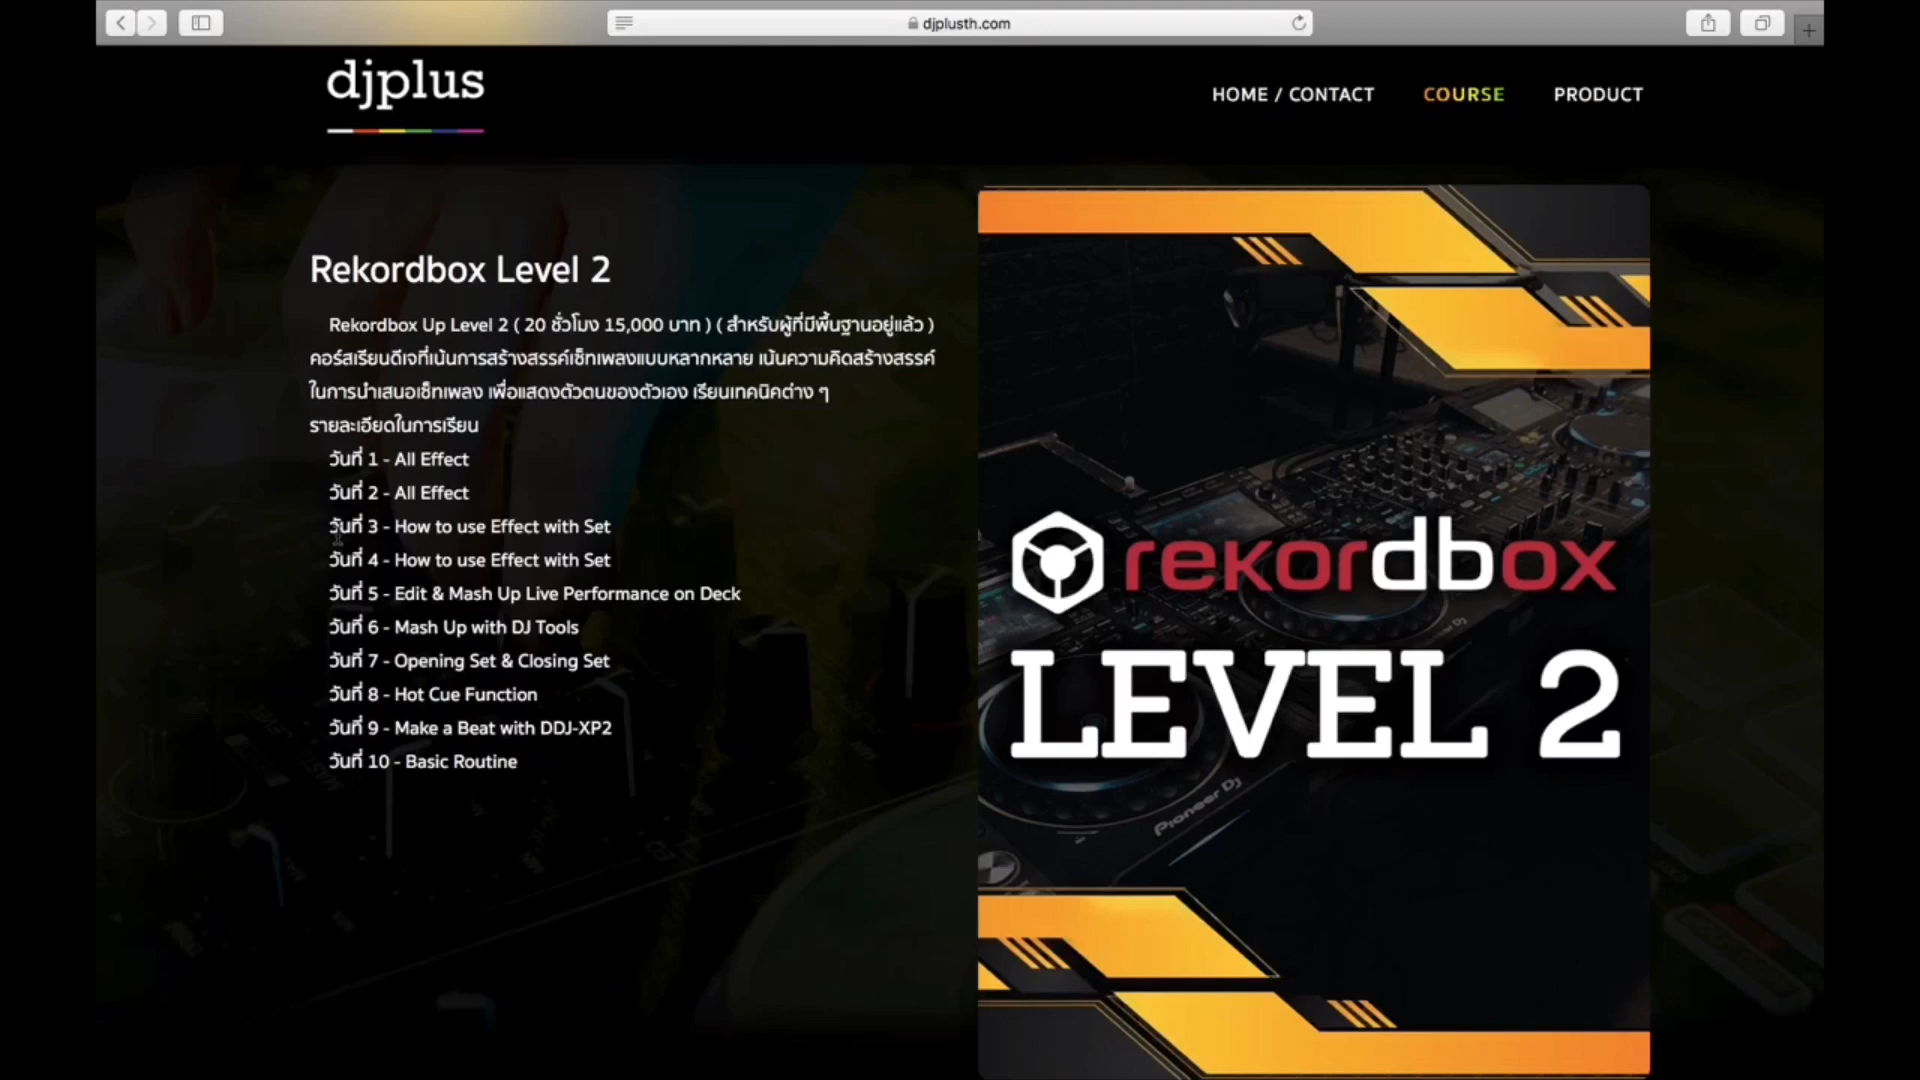 djplusth.com
djplus
HOME / CONTACT
COURSE
PRODUCT
Rekordbox Level 2
Rekordbox Up Level 2 ( 20 ชั่วโมง 15,000 บาท ) ( สำหรับผู้ที่มีพื้นฐานอยู่แล้ว )
คอร์สเรียนดีเจที่เน้นการสร้างสรรค์เซ็ทเพลงแบบหลากหลาย เน้นความคิดสร้างสรรค์
ในการนำเสนอเซ็ทเพลง เพื่อแสดงตัวตนของตัวเอง เรียนเทคนิคต่าง ๆ
รายละเอียดในการเรียน
วันที่ 1 - All Effect
วันที่ 2 - All Effect
วันที่ 3 - How to use Effect with Set
วันที่ 4 - How to use Effect with Set
วันที่ 5 - Edit & Mash Up Live Performance on Deck
วันที่ 6 - Mash Up with DJ Tools
วันที่ 7 - Opening Set & Closing Set
วันที่ 8 - Hot Cue Function
วันที่ 9 - Make a Beat with DDJ-XP2
วันที่ 10 - Basic Routine
rekordbox
LEVEL 2
Pioneer Dj